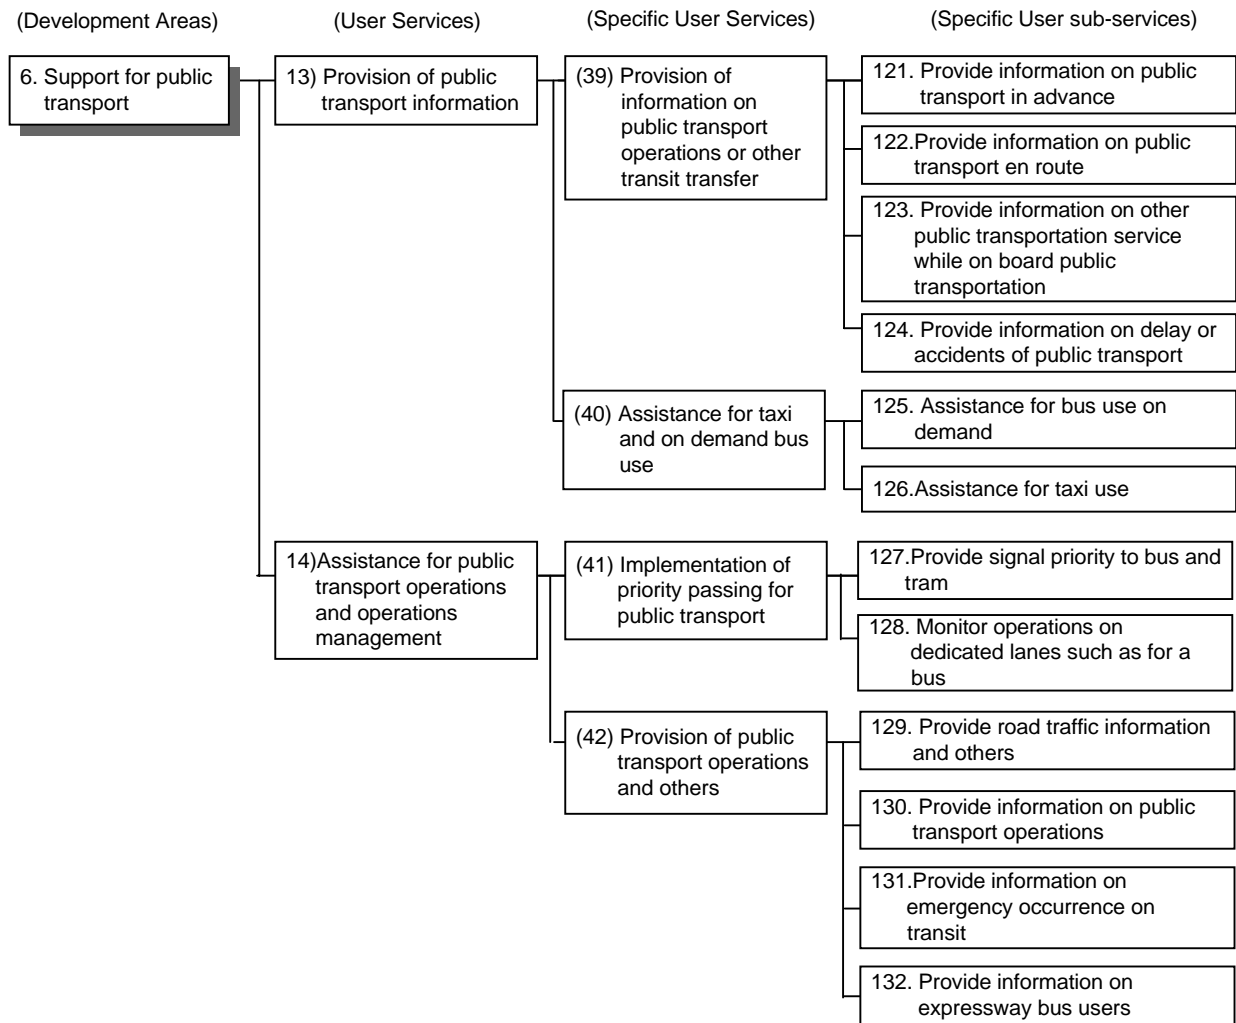 (Development Areas)
(User Services)
(Specific User Services)
(Specific User sub-services)
6. Support for public
transport
13) Provision of public
transport information
(39) Provision of
information on
public transport
operations or other
transit transfer
121. Provide information on public
transport in advance
122.Provide information on public
transport en route
123. Provide information on other
public transportation service
while on board public
transportation
124. Provide information on delay or
accidents of public transport
(40) Assistance for taxi
and on demand bus
use
125. Assistance for bus use on
demand
126.Assistance for taxi use
14)Assistance for public
transport operations
and operations
management
(41) Implementation of
priority passing for
public transport
127.Provide signal priority to bus and
tram
128. Monitor operations on
dedicated lanes such as for a
bus
(42) Provision of public
transport operations
and others
129. Provide road traffic information
and others
130. Provide information on public
transport operations
131.Provide information on
emergency occurrence on
transit
132. Provide information on
expressway bus users